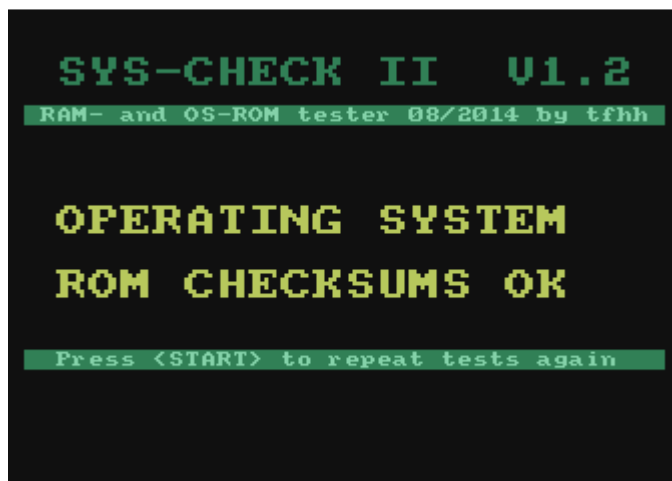 SYS-CHECK II V1.2
RAM- and OS-ROM tester 08/2014 by tfhh
OPERATING SYSTEM
ROM CHECKSUMS OK
Press <START> to repeat tests again